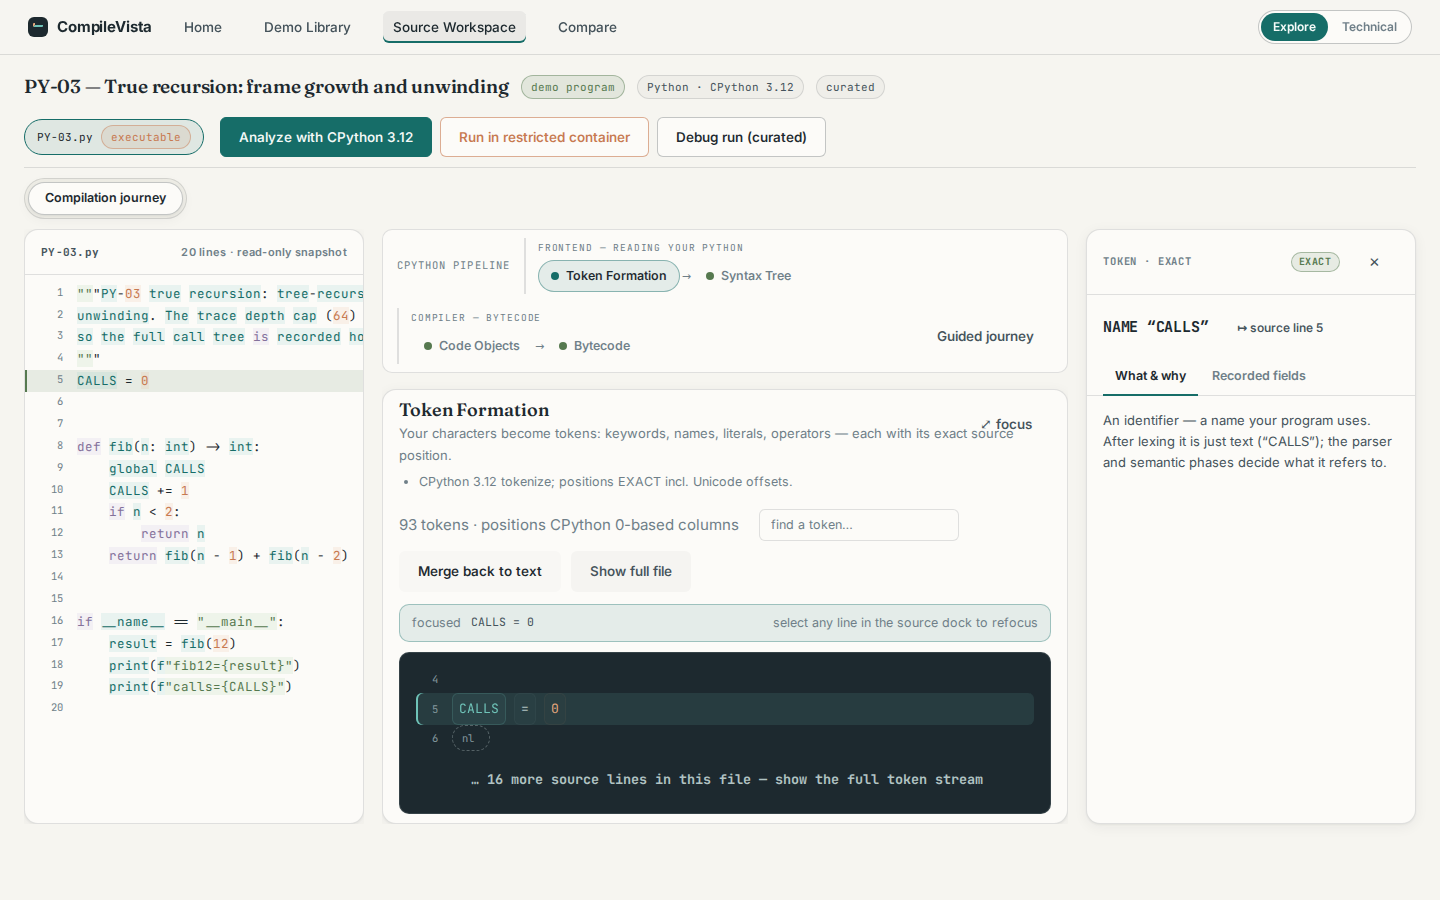 CompileVista
Home
Demo Library
Source Workspace
Compare
Explore
Technical
PY-03 — True recursion: frame growth and unwinding
demo program
Python · CPython 3.12
curated
PY-03.py
executable
Analyze with CPython 3.12
Run in restricted container
Debug run (curated)
Compilation journey
PY-03.py
20 lines · read-only snapshot
1 """PY-03 true recursion: tree-recurs
2 unwinding. The trace depth cap (64)
3 so the full call tree is recorded ho
4 """
5 CALLS = 0
6
7
8 def fib(n: int) -> int:
9 global CALLS
10 CALLS += 1
11 if n < 2:
12 return n
13 return fib(n - 1) + fib(n - 2)
14
15
16 if __name__ == "__main__":
17 result = fib(12)
18 print(f"fib12={result}")
19 print(f"calls={CALLS}")
20
CPYTHON PIPELINE
FRONTEND — READING YOUR PYTHON
Token Formation
→
Syntax Tree
COMPILER — BYTECODE
Code Objects → Bytecode
Guided journey
Token Formation
⤢ focus
Your characters become tokens: keywords, names, literals, operators — each with its exact source
position.
• CPython 3.12 tokenize; positions EXACT incl. Unicode offsets.
93 tokens · positions CPython 0-based columns
find a token…
Merge back to text
Show full file
focused CALLS = 0
select any line in the source dock to refocus
4
5 CALLS = 0
6 nl
… 16 more source lines in this file — show the full token stream
TOKEN · EXACT
EXACT
×
NAME “CALLS”
↦ source line 5
What & why
Recorded fields
An identifier — a name your program uses.
After lexing it is just text (“CALLS”); the parser
and semantic phases decide what it refers to.